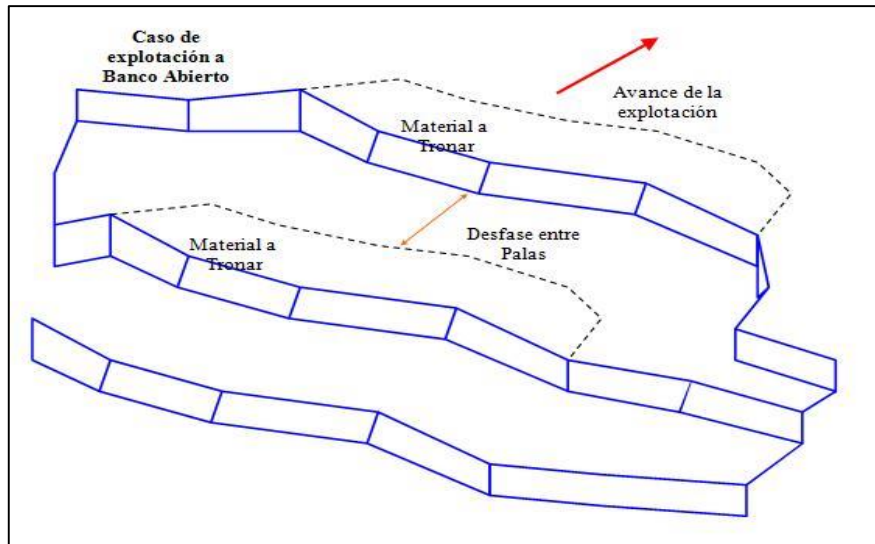 Caso de
explotación a
Banco Abierto
Avance de la
explotación
Material a
Tronar
Material a
Tronar
Desfase entre
Palas